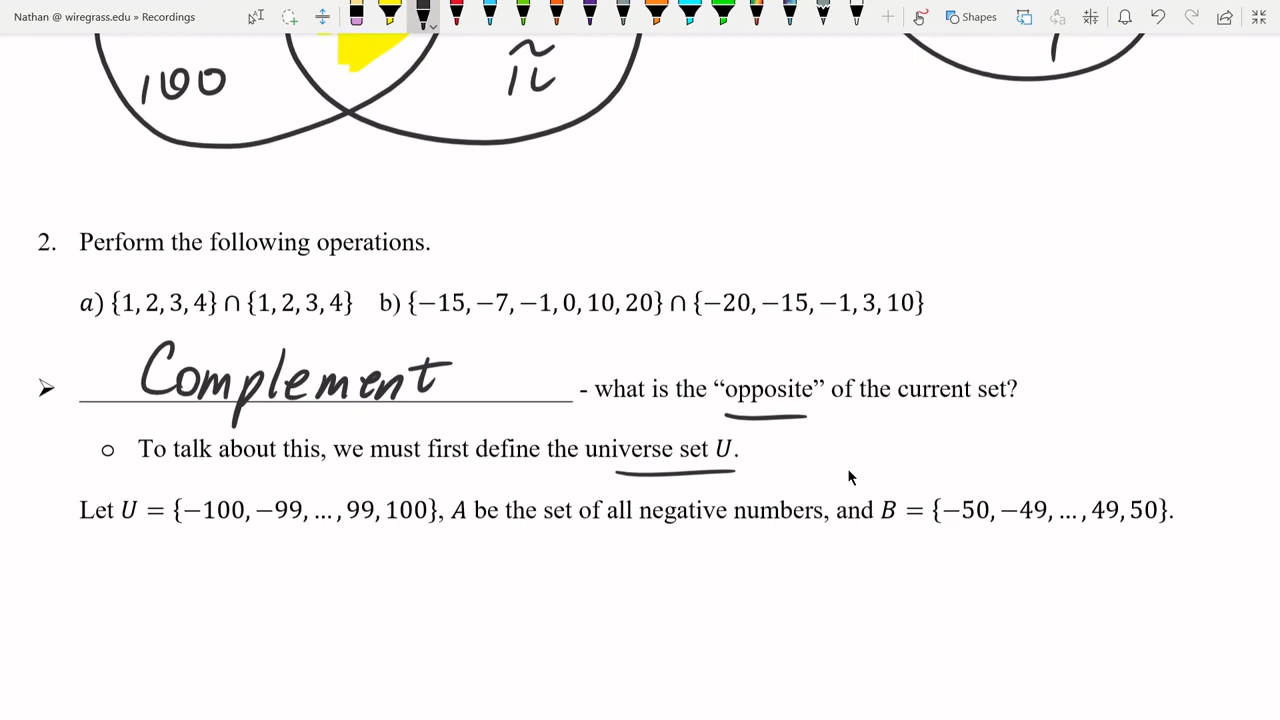 Nathan @ wiregrass.edu » Recordings
Shapes
100
2. Perform the following operations.
a) {1, 2, 3, 4} ∩ {1, 2, 3, 4} b) {−15, −7, −1, 0, 10, 20} ∩ {−20, −15, −1, 3, 10}
➢ Complement - what is the “opposite” of the current set?
o To talk about this, we must first define the universe set U.
Let U = {−100, −99, … , 99, 100}, A be the set of all negative numbers, and B = {−50, −49, … , 49, 50}.